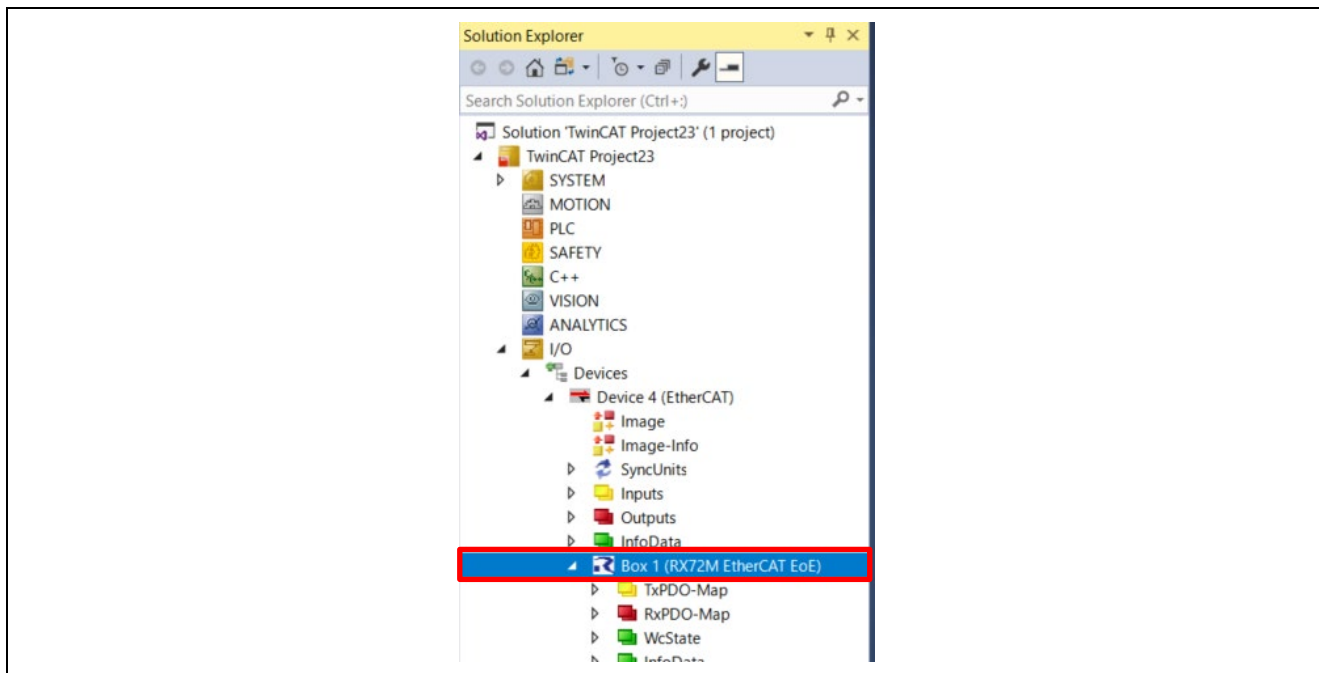 Solution Explorer
Search Solution Explorer (Ctrl+:)
Solution 'TwinCAT Project23' (1 project)
TwinCAT Project23
SYSTEM
MOTION
PLC
SAFETY
C++
VISION
ANALYTICS
I/O
Devices
Device 4 (EtherCAT)
Image
Image-Info
SyncUnits
Inputs
Outputs
InfoData
Box 1 (RX72M EtherCAT EoE)
TxPDO-Map
RxPDO-Map
WcState
InfoData